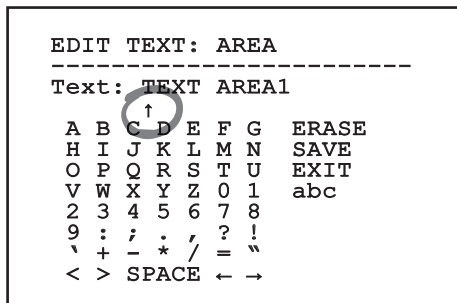 EDIT TEXT: AREA
------------------------
Text: TEXT AREA1
↑
A B C D E F G ERASE
H I J K L M N SAVE
O P Q R S T U EXIT
V W X Y Z 0 1 abc
2 3 4 5 6 7 8
9 : ; . , ? !
‵ + - * / = ‶
< > SPACE ← →